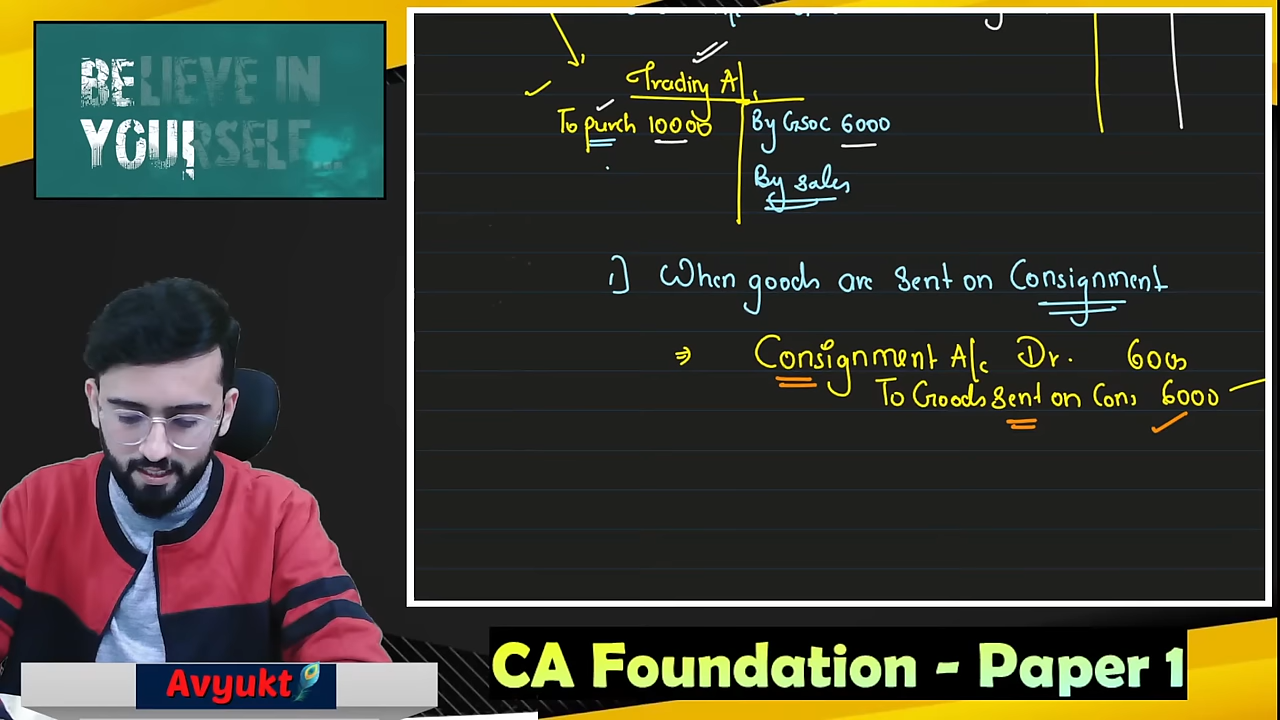 BELIEVE IN
YOURSELF...
Trading A/c
To purch 10000
By GSOC 6000
By sales
1] When goods are sent on Consignment
⇒ Consignment A/c Dr. 6000
To Goods sent on Cons 6000
Avyukt
CA Foundation - Paper 1